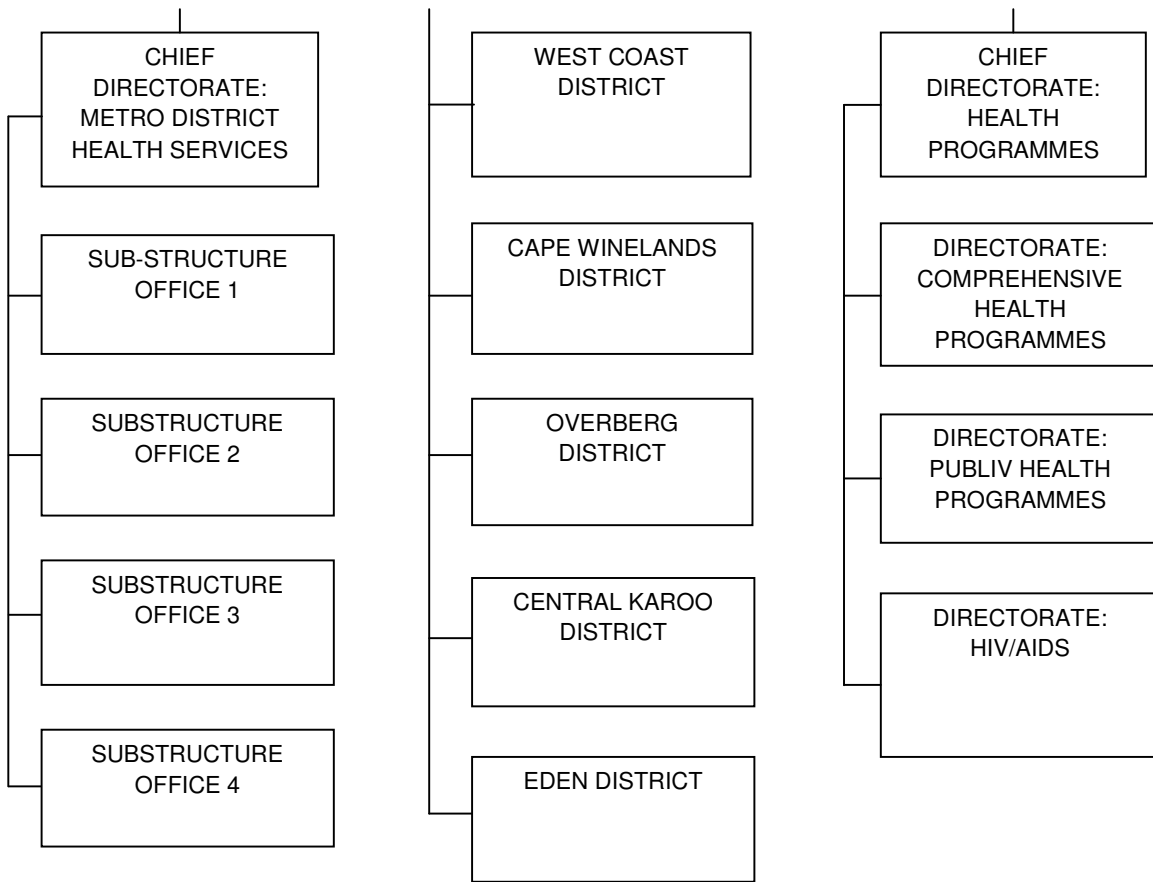 CHIEF
DIRECTORATE:
METRO DISTRICT
HEALTH SERVICES
SUB-STRUCTURE
OFFICE 1
SUBSTRUCTURE
OFFICE 2
SUBSTRUCTURE
OFFICE 3
SUBSTRUCTURE
OFFICE 4
WEST COAST
DISTRICT
CAPE WINELANDS
DISTRICT
OVERBERG
DISTRICT
CENTRAL KAROO
DISTRICT
EDEN DISTRICT
CHIEF
DIRECTORATE:
HEALTH
PROGRAMMES
DIRECTORATE:
COMPREHENSIVE
HEALTH
PROGRAMMES
DIRECTORATE:
PUBLIV HEALTH
PROGRAMMES
DIRECTORATE:
HIV/AIDS